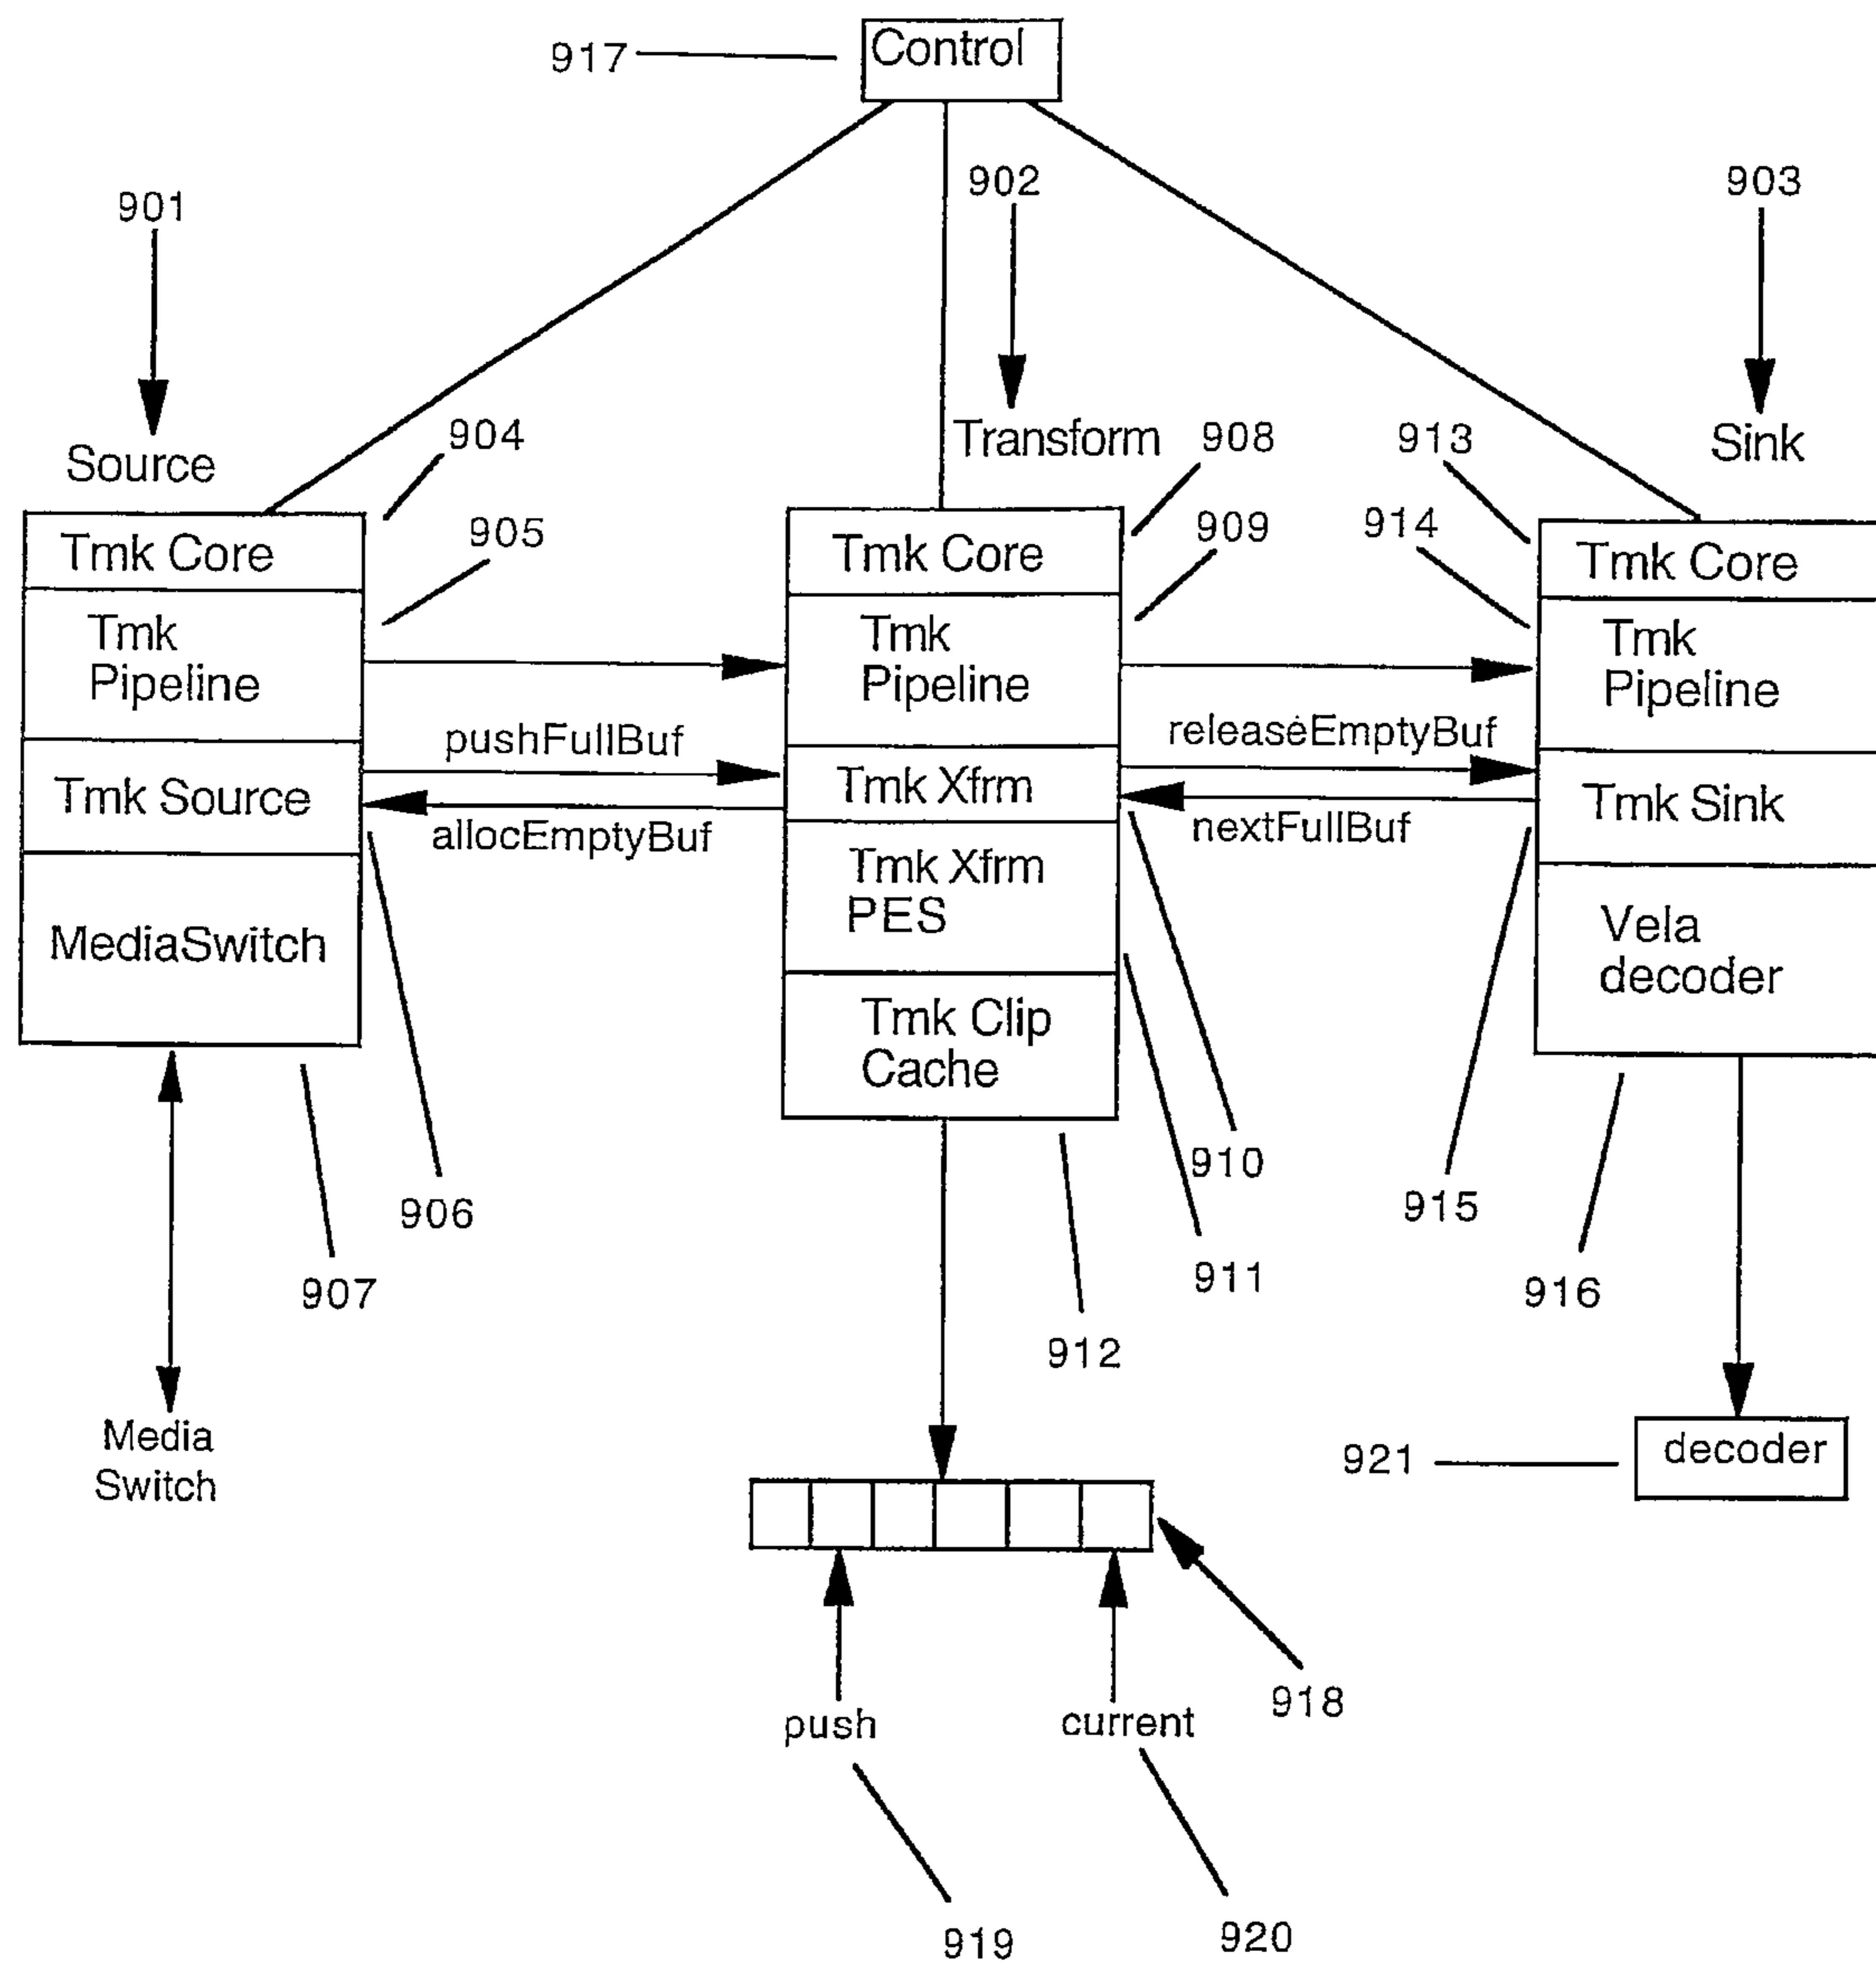 917
Control
901
902
903
Source
904
Transform
908
913
Sink
905
909
914
Tmk Core
Tmk
Pipeline
Tmk Source
MediaSwitch
pushFullBuf
allocEmptyBuf
Tmk Core
Tmk
Pipeline
Tmk Xfrm
Tmk Xfrm
PES
Tmk Clip
Cache
releaseEmptyBuf
nextFullBuf
Tmk Core
Tmk
Pipeline
Tmk Sink
Vela
decoder
906
907
910
911
912
915
916
Media
Switch
921
decoder
918
push
current
919
920